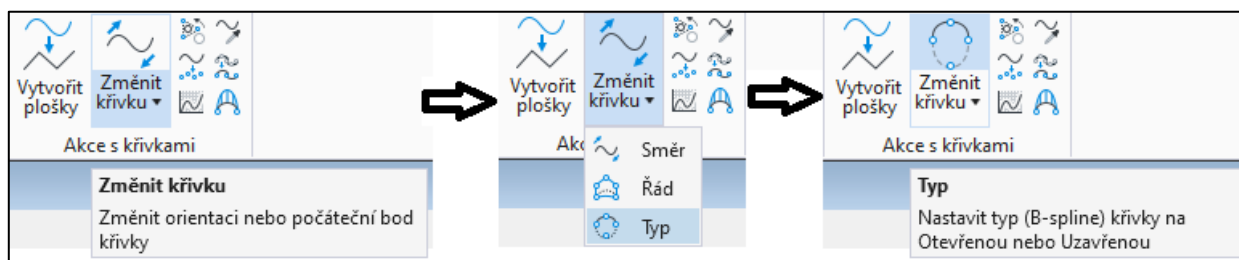 Vytvořit
plošky
Změnit
křivku
Akce s křivkami
Změnit křivku
Změnit orientaci nebo počáteční bod
křivky
Vytvořit
plošky
Změnit
křivku
Akc
Směr
Řád
Typ
Vytvořit
plošky
Změnit
křivku
Akce s křivkami
Typ
Nastavit typ (B-spline) křivky na
Otevřenou nebo Uzavřenou